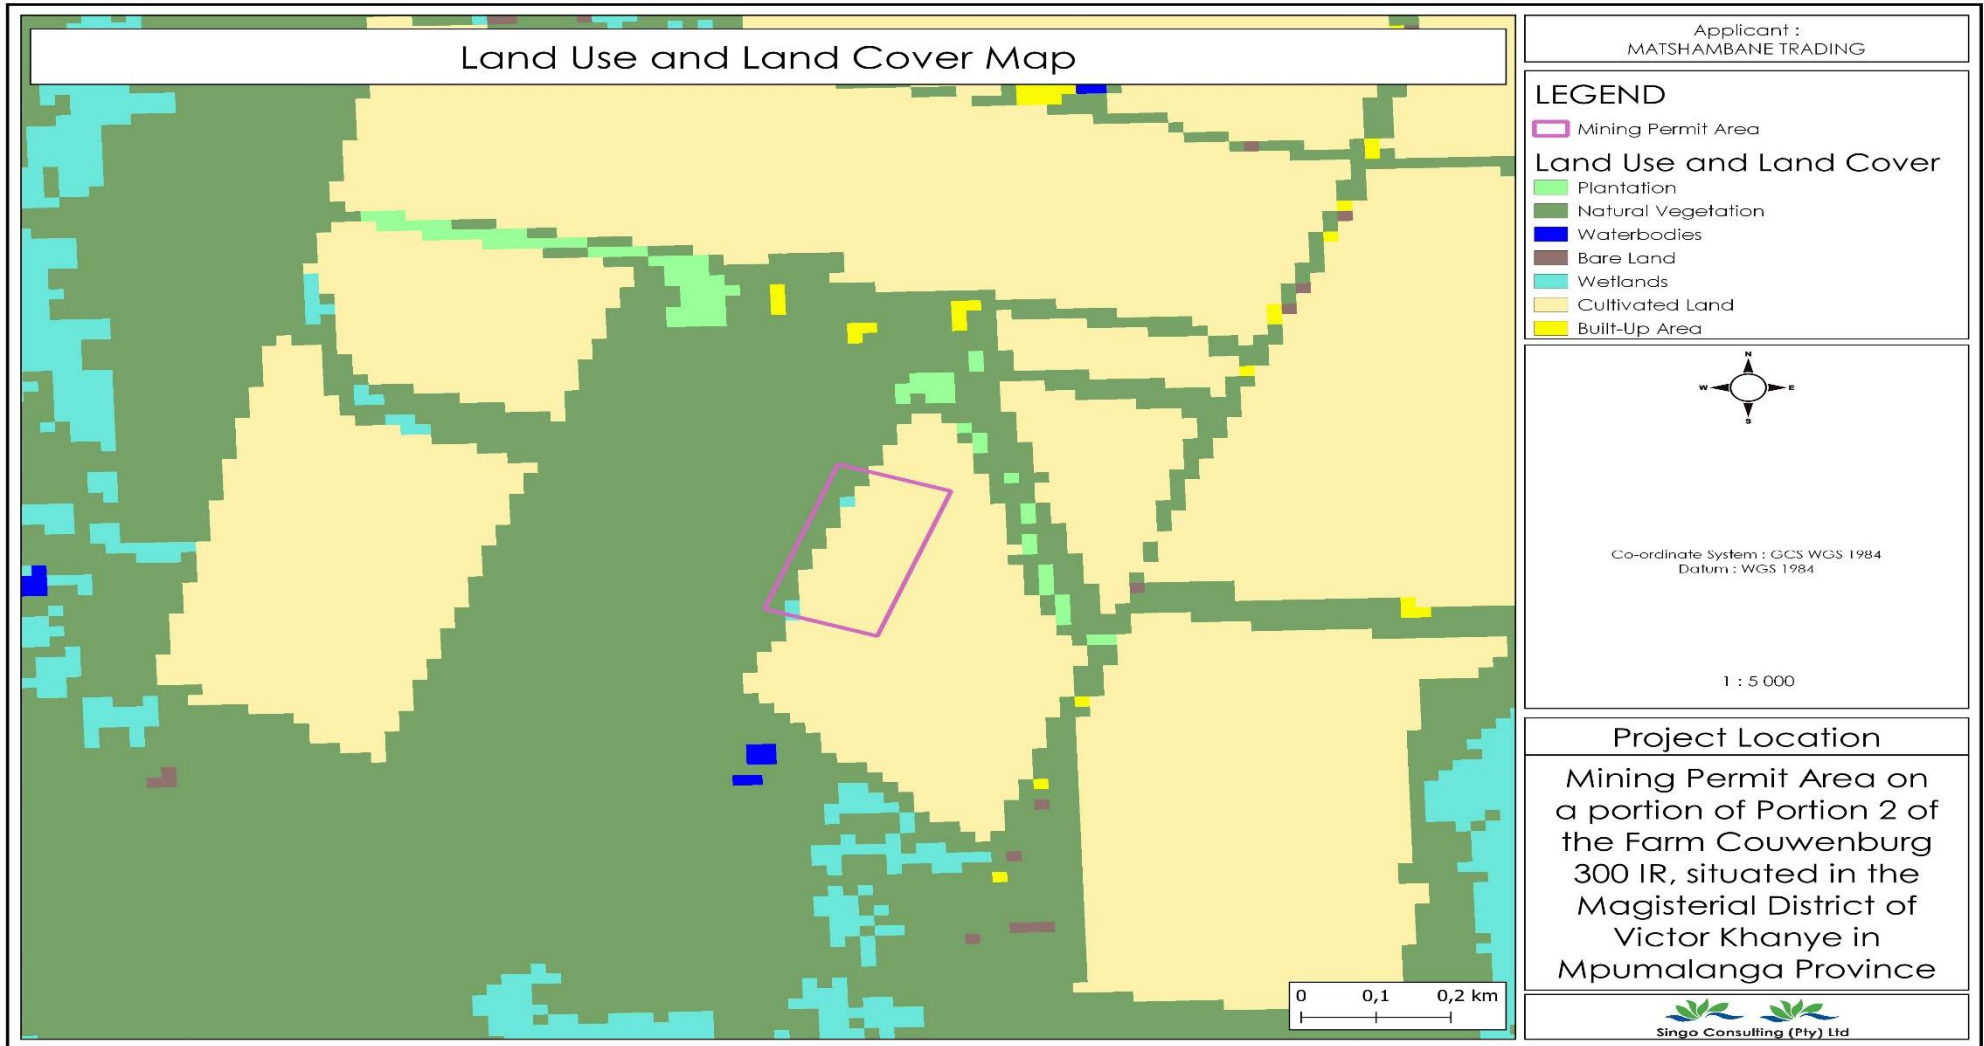 Land Use and Land Cover Map
Applicant :
MATSHAMBANE TRADING
LEGEND
Mining Permit Area
Land Use and Land Cover
Plantation
Natural Vegetation
Waterbodies
Bare Land
Wetlands
Cultivated Land
Built-Up Area
N
W E
S
Co-ordinate System : GCS WGS 1984
Datum : WGS 1984
1 : 5 000
Project Location
Mining Permit Area on
a portion of Portion 2 of
the Farm Couwenburg
300 IR, situated in the
Magisterial District of
Victor Khanye in
Mpumalanga Province
0 0,1 0,2 km
Singo Consulting (Pty) Ltd